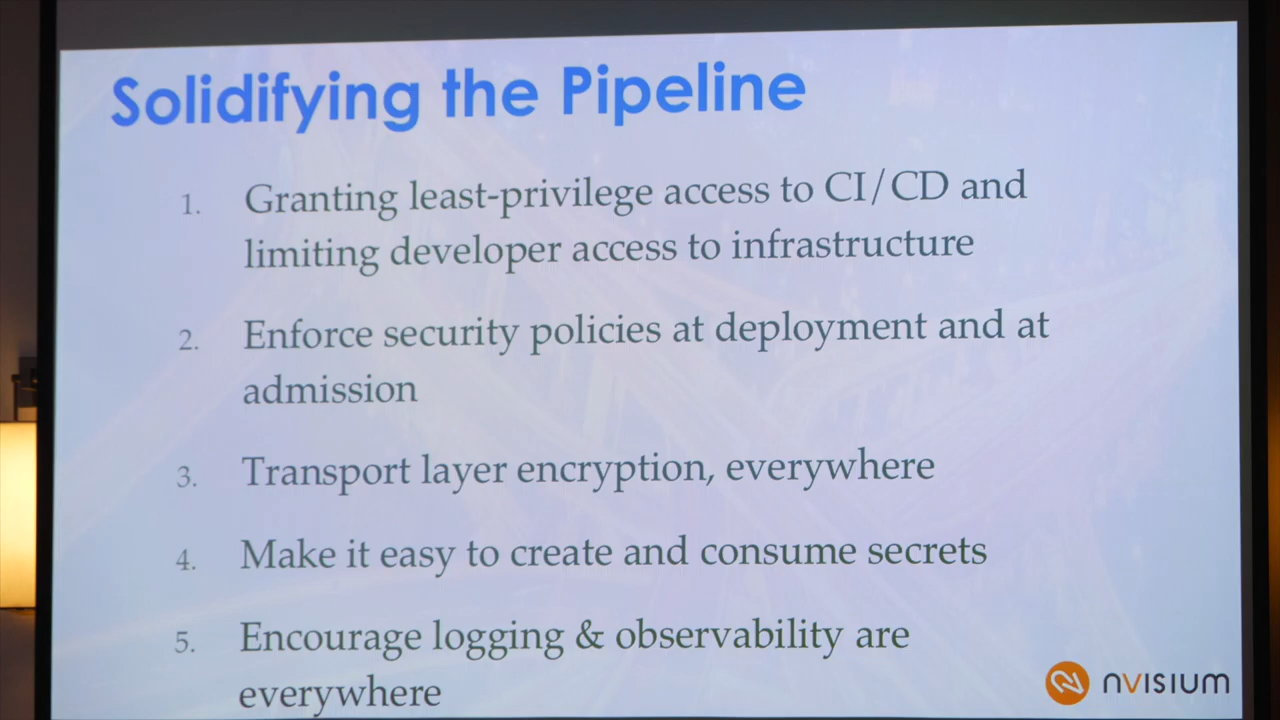 Solidifying the Pipeline
1. Granting least-privilege access to CI/CD and
limiting developer access to infrastructure
2. Enforce security policies at deployment and at
admission
3. Transport layer encryption, everywhere
4. Make it easy to create and consume secrets
5. Encourage logging & observability are
everywhere
nVISIUM